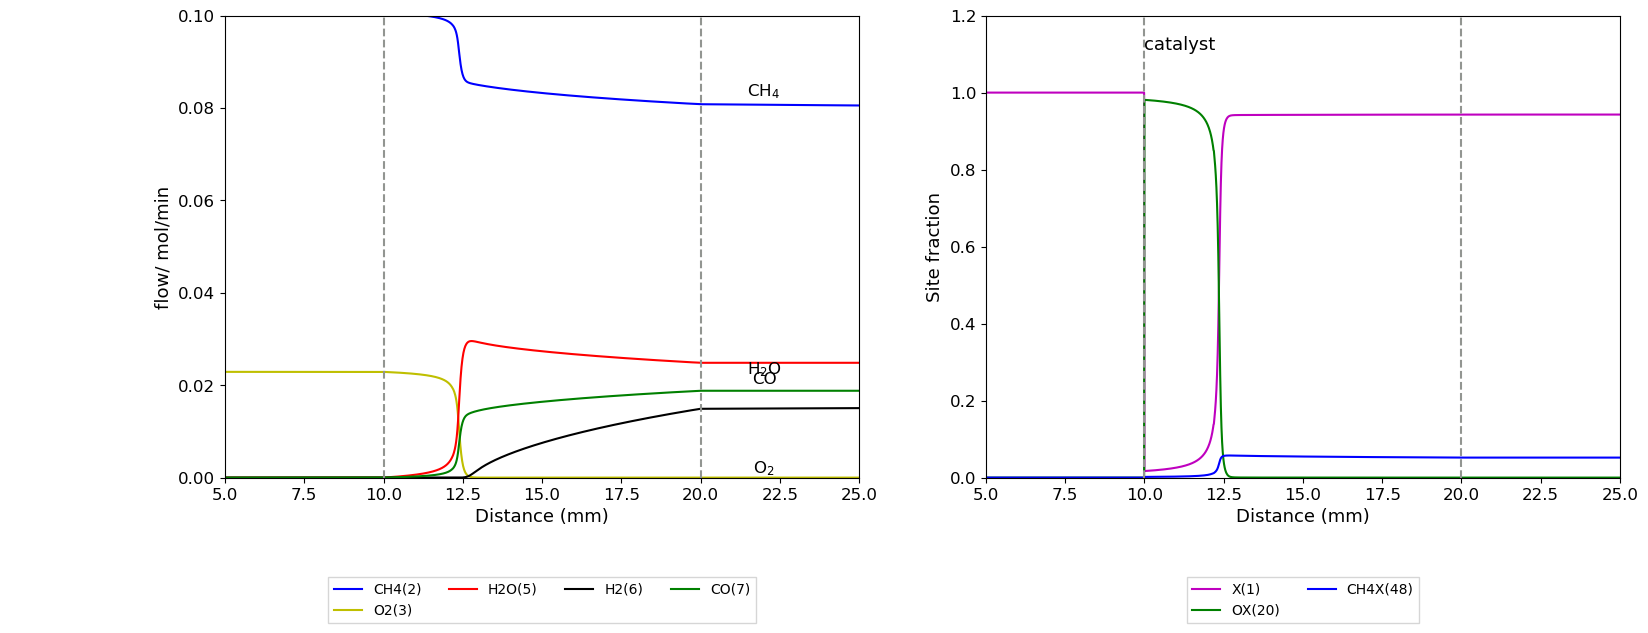 0.10
0.08
0.06
0.04
0.02
0.00
flow/ mol/min
CH₄
H₂O
CO
O₂
5.0 7.5 10.0 12.5 15.0 17.5 20.0 22.5 25.0
Distance (mm)
CH4(2) H2O(5) H2(6) CO(7)
O2(3)
1.2
1.0
0.8
0.6
0.4
0.2
0.0
Site fraction
catalyst
5.0 7.5 10.0 12.5 15.0 17.5 20.0 22.5 25.0
Distance (mm)
X(1) CH4X(48)
OX(20)